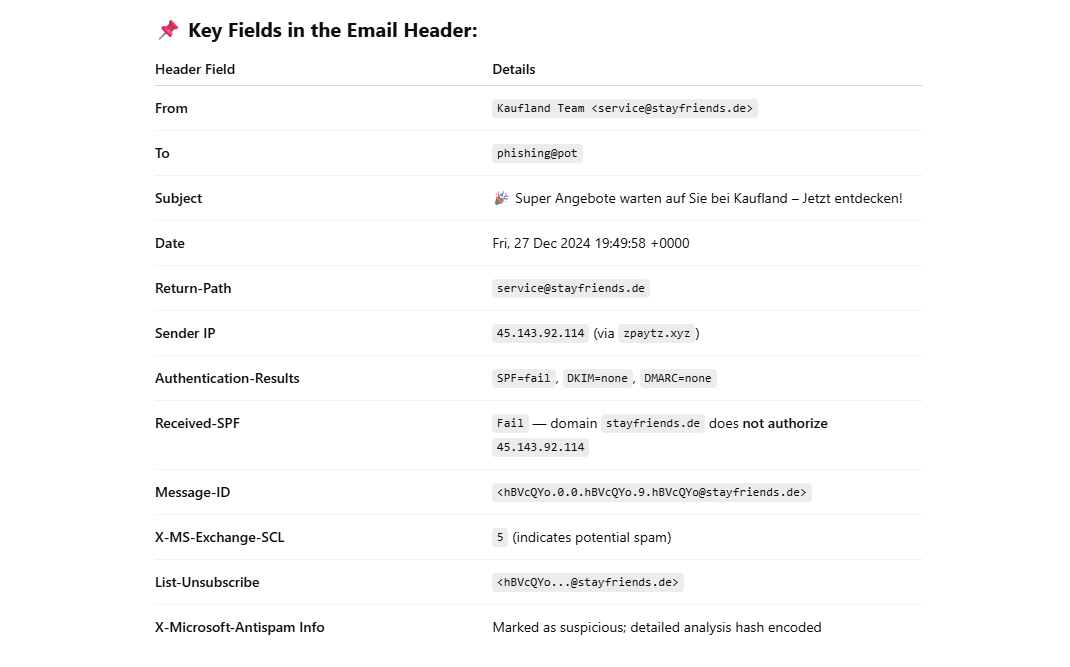 📌 Key Fields in the Email Header:
Header Field Details
From Kaufland Team <service@stayfriends.de>
To phishing@pot
Subject 🎉 Super Angebote warten auf Sie bei Kaufland – Jetzt entdecken!
Date Fri, 27 Dec 2024 19:49:58 +0000
Return-Path service@stayfriends.de
Sender IP 45.143.92.114 (via zpaytz.xyz)
Authentication-Results SPF=fail, DKIM=none, DMARC=none
Received-SPF Fail — domain stayfriends.de does not authorize
45.143.92.114
Message-ID <hBVcQYo.0.0.hBVcQYo.9.hBVcQYo@stayfriends.de>
X-MS-Exchange-SCL 5 (indicates potential spam)
List-Unsubscribe <hBVcQYo...@stayfriends.de>
X-Microsoft-Antispam Info Marked as suspicious; detailed analysis hash encoded